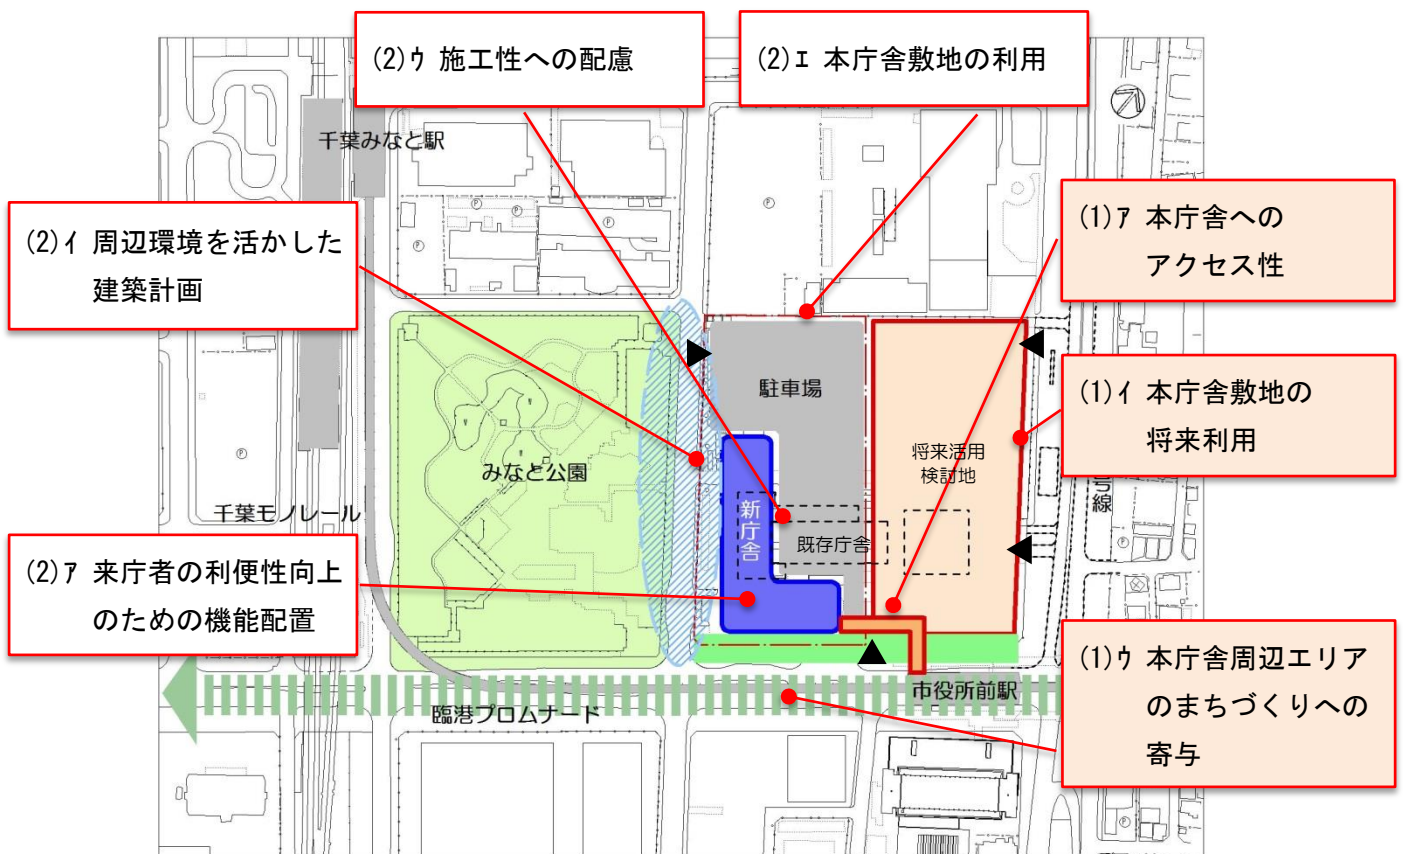 (2)ｳ 施工性への配慮
(2)ｴ 本庁舎敷地の利用
千葉みなと駅
(2)ｲ 周辺環境を活かした
建築計画
(1)ｱ 本庁舎への
アクセス性
(1)ｲ 本庁舎敷地の
将来利用
駐車場
将来活用
検討地
みなと公園
新庁舎
既存庁舎
号線
千葉モノレール
(2)ｱ 来庁者の利便性向上
のための機能配置
(1)ｳ 本庁舎周辺エリア
のまちづくりへの
寄与
市役所前駅
臨港プロムナード
P
P
P
P
P
P
P
P